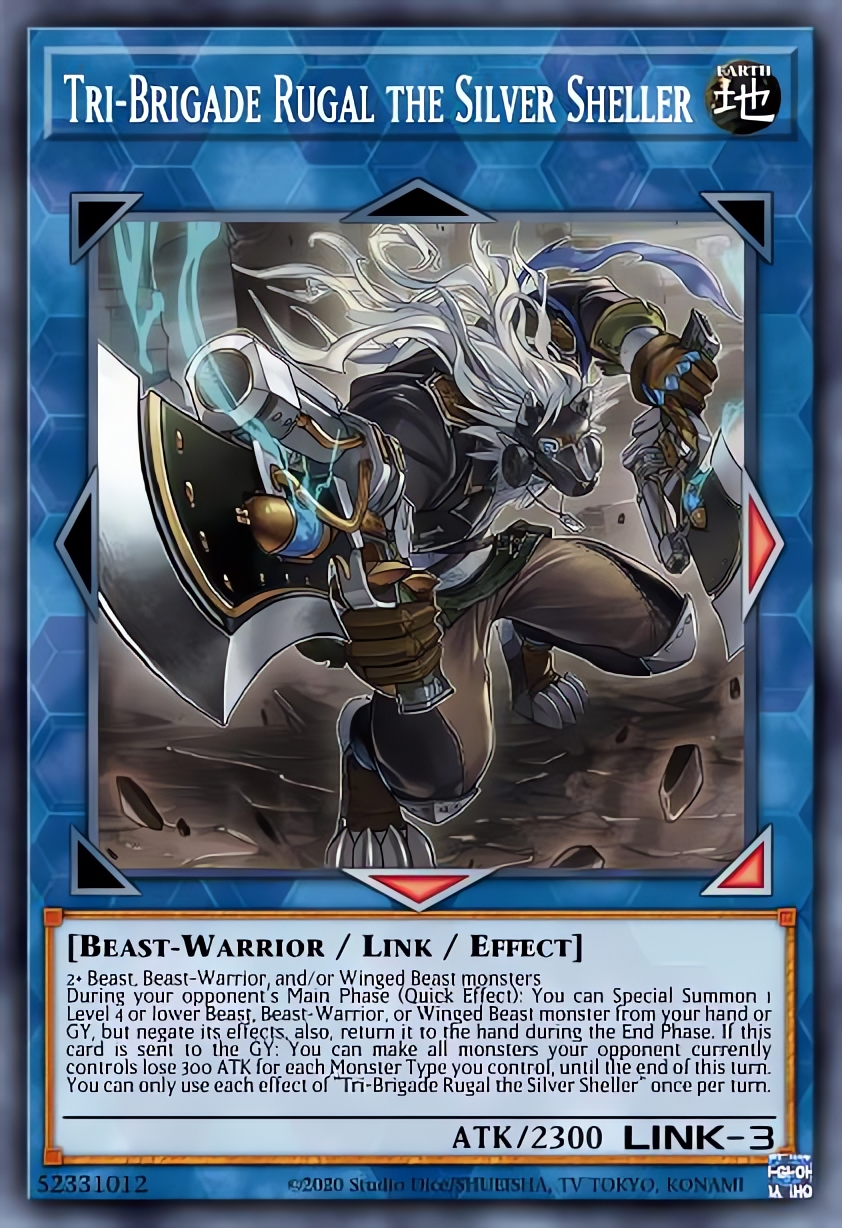 Tri-Brigade Rugal the Silver Sheller
EARTH
地
[Beast-Warrior / Link / Effect]
2+ Beast, Beast-Warrior, and/or Winged Beast monsters
During your opponent's Main Phase (Quick Effect): You can Special Summon 1
Level 4 or lower Beast, Beast-Warrior, or Winged Beast monster from your hand or
GY, but negate its effects, also, return it to the hand during the End Phase. If this
card is sent to the GY: You can make all monsters your opponent currently
controls lose 300 ATK for each Monster Type you control, until the end of this turn.
You can only use each effect of "Tri-Brigade Rugal the Silver Sheller" once per turn.
ATK/2300 LINK-3
52331012
©2020 Studio Dice/SHUEISHA, TV TOKYO, KONAMI